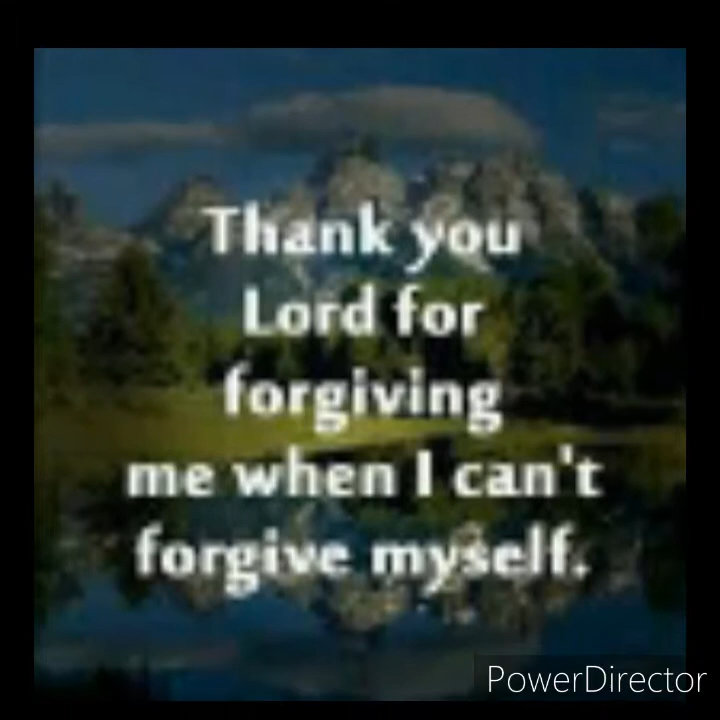 Thank you
Lord for
forgiving
me when I can't
forgive myself.
PowerDirector